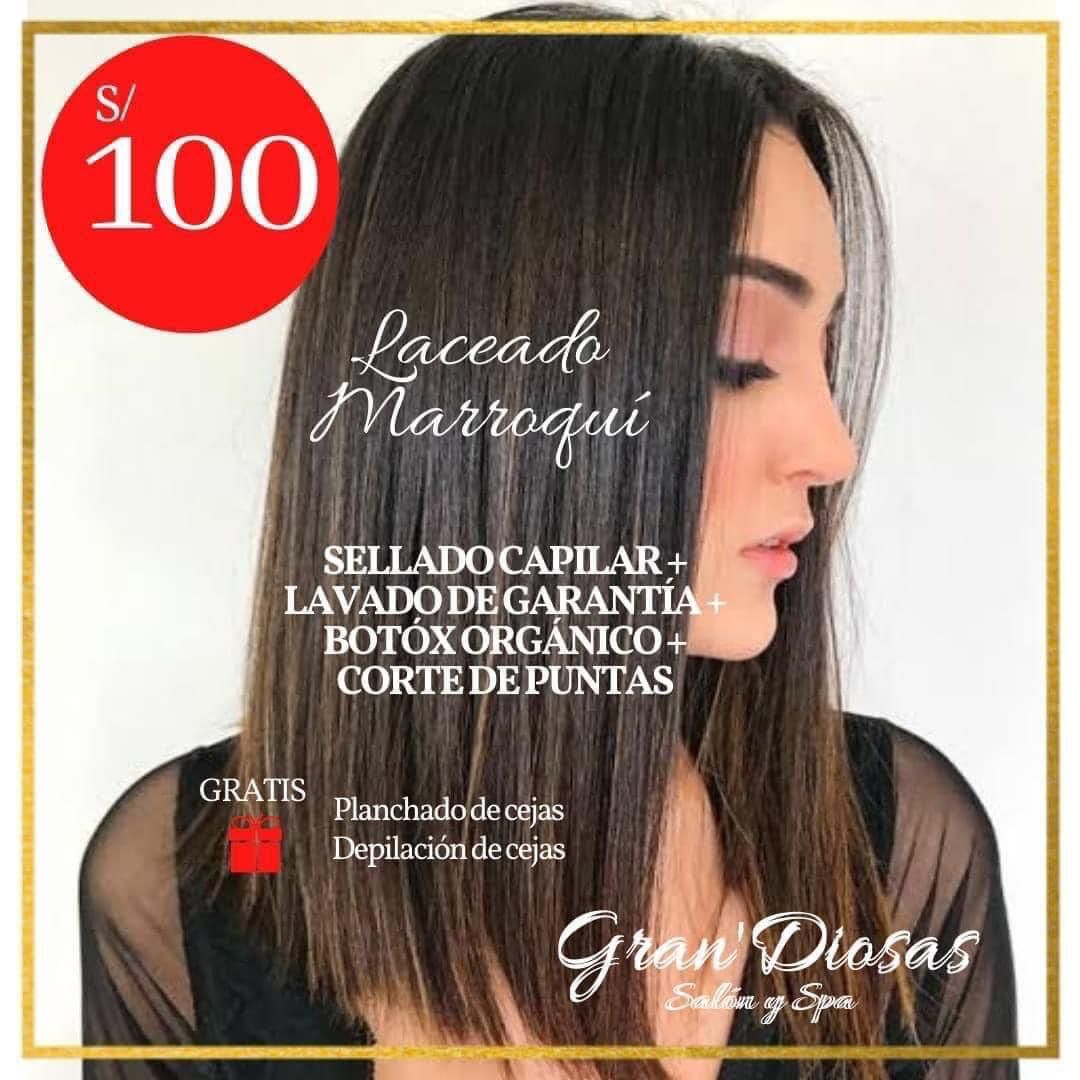 S/
100
Laceado
Marroquí
SELLADO CAPILAR +
LAVADO DE GARANTÍA +
BOTÓX ORGÁNICO +
CORTE DE PUNTAS
GRATIS
Planchado de cejas
Depilación de cejas
Gran'Diosas
Salón y Spa